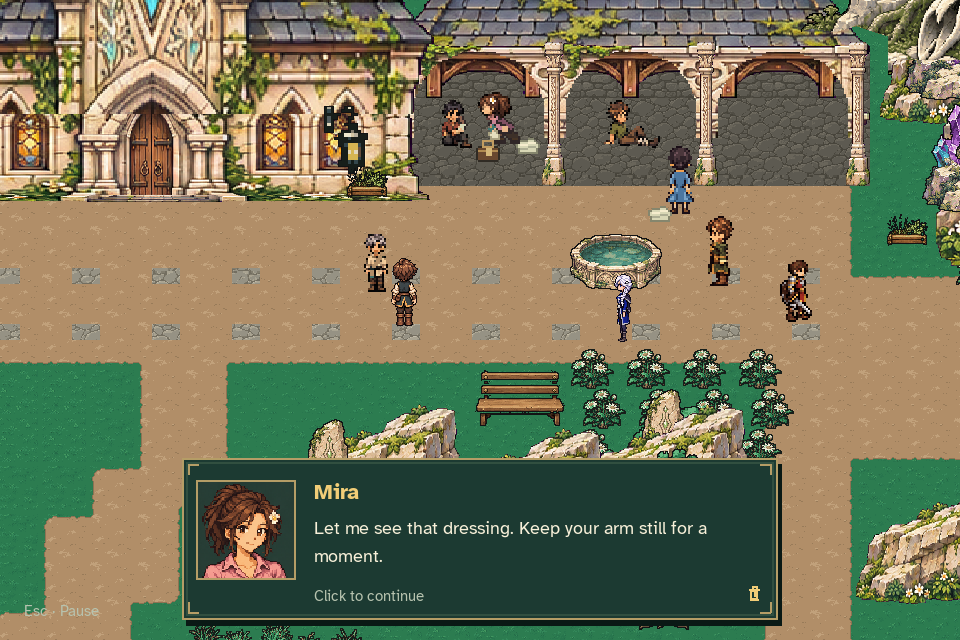 Mira
Let me see that dressing. Keep your arm still for a
moment.
Click to continue
Esc · Pause